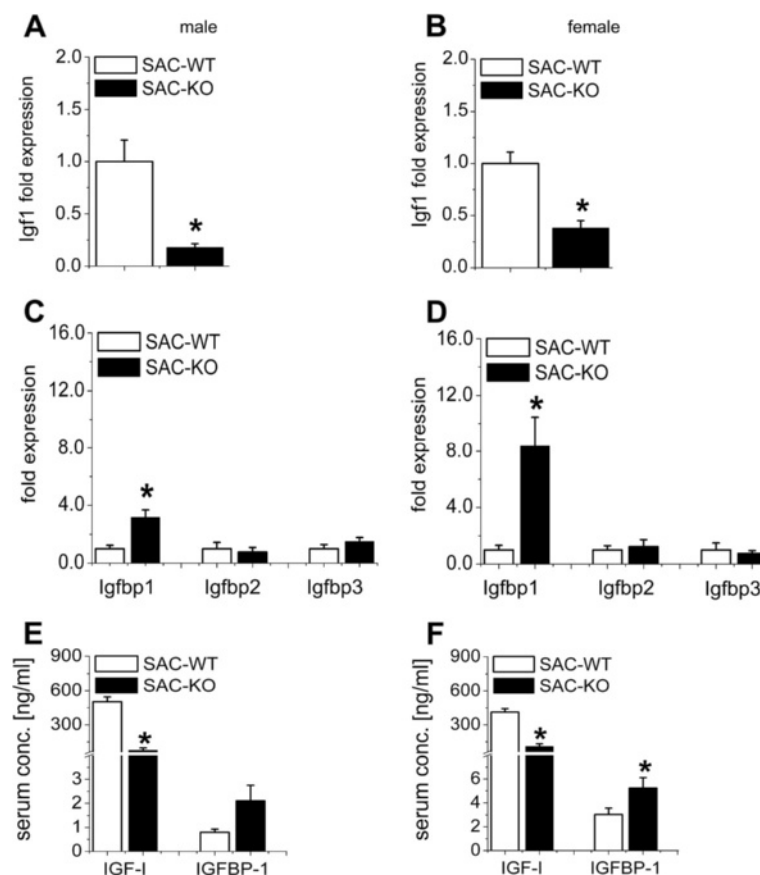 A male
2.0
1.5
1.0
0.5
0.0
Igf1 fold expression
SAC-WT
SAC-KO
*
B female
2.0
1.5
1.0
0.5
0.0
Igf1 fold expression
SAC-WT
SAC-KO
*
C
16.0
12.0
8.0
4.0
0.0
fold expression
SAC-WT
SAC-KO
*
Igfbp1 Igfbp2 Igfbp3
D
16.0
12.0
8.0
4.0
0.0
fold expression
SAC-WT
SAC-KO
*
Igfbp1 Igfbp2 Igfbp3
E
900
600
300
3
2
1
0
serum conc. [ng/ml]
SAC-WT
SAC-KO
*
IGF-I IGFBP-1
F
900
600
300
6
4
2
0
serum conc. [ng/ml]
SAC-WT
SAC-KO
* *
IGF-I IGFBP-1